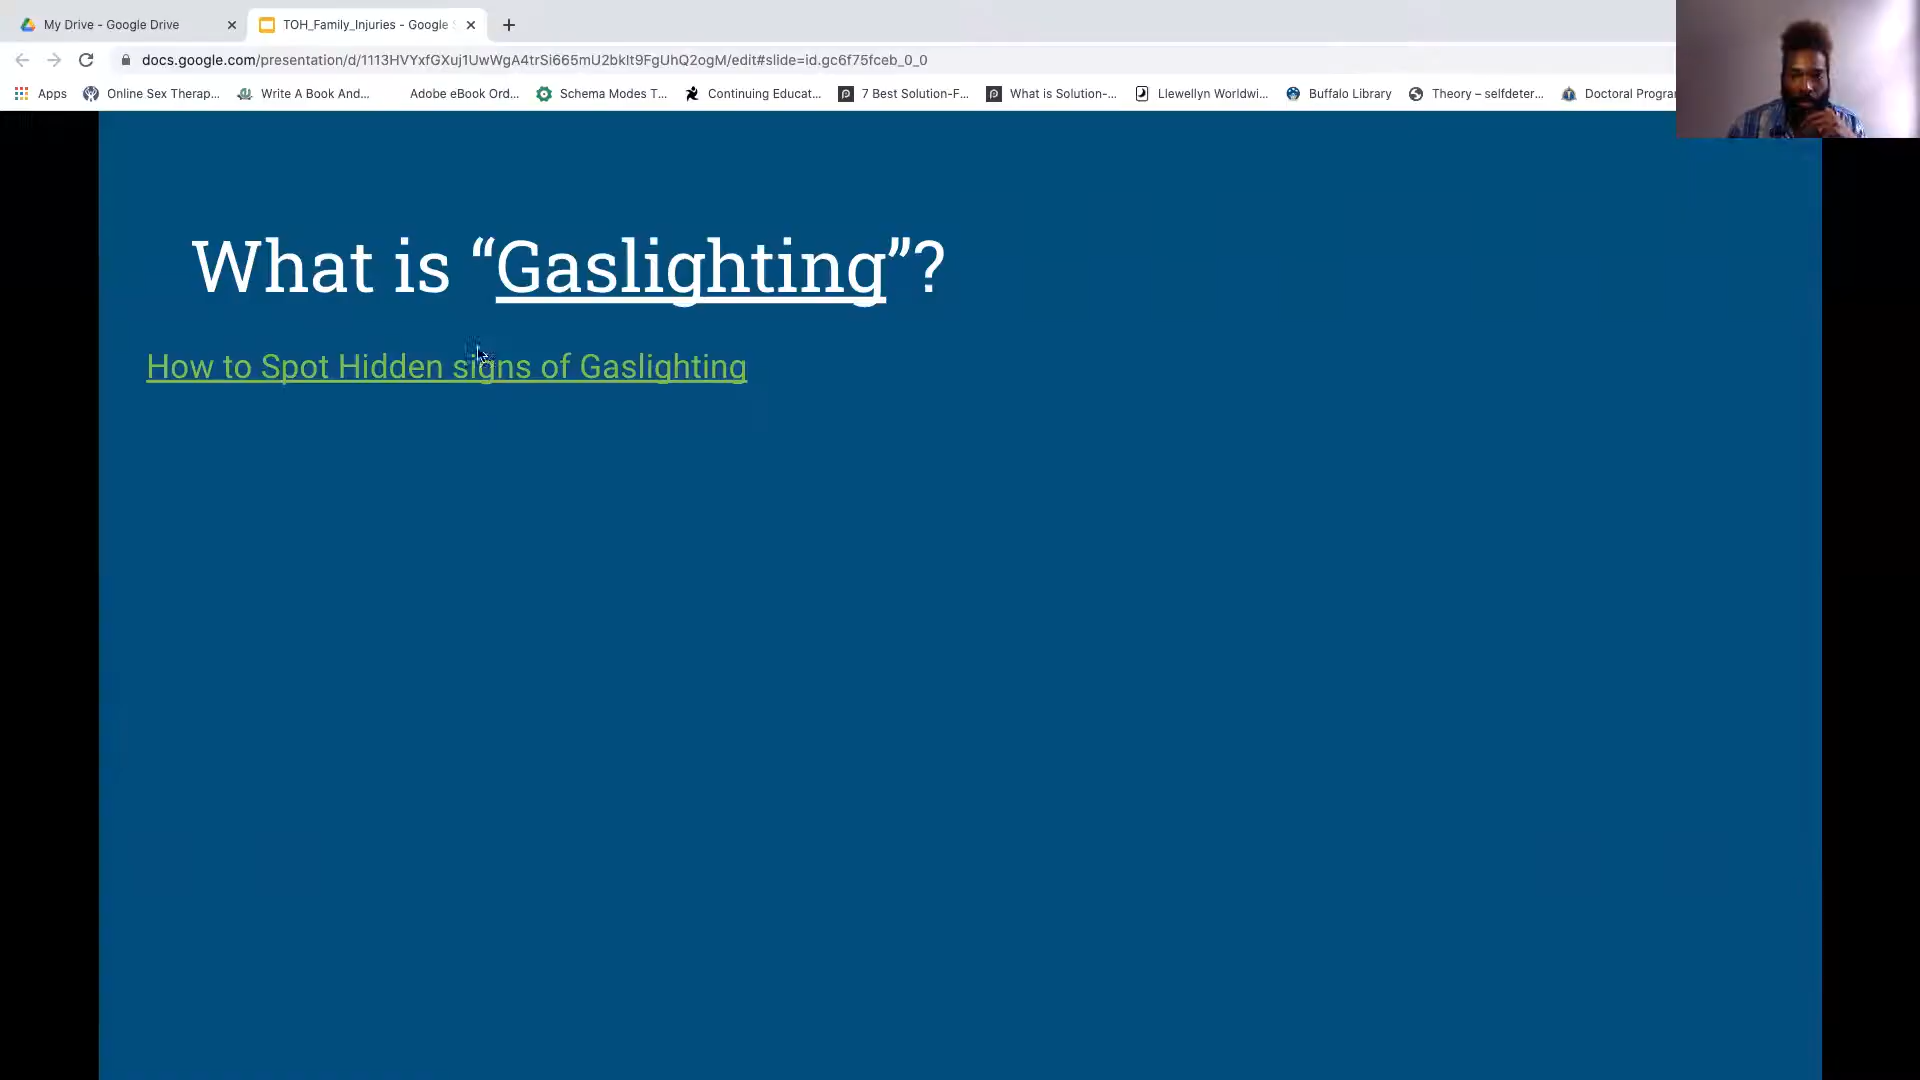 My Drive - Google Drive
TOH_Family_Injuries - Google
docs.google.com/presentation/d/1113HVYxfGXuj1UwWgA4trSi665mU2bklt9FgUhQ2ogM/edit#slide=id.gc6f75fceb_0_0
Apps Online Sex Therap... Write A Book And... Adobe eBook Ord... Schema Modes T... Continuing Educat... 7 Best Solution-F... What is Solution-... Llewellyn Worldwi... Buffalo Library Theory – selfdeter... Doctoral Progra
What is “Gaslighting”?
How to Spot Hidden signs of Gaslighting